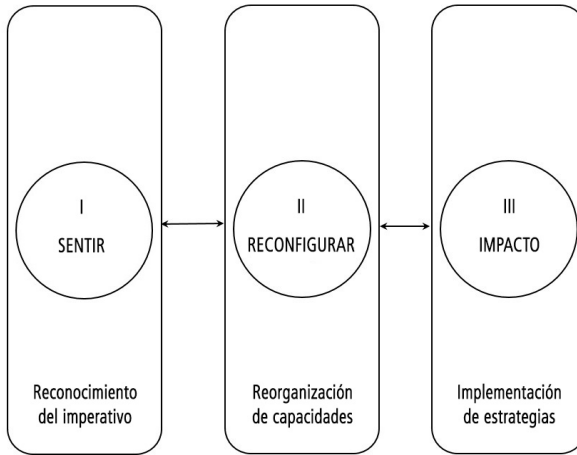 I
SENTIR
Reconocimiento
del imperativo
II
RECONFIGURAR
Reorganización
de capacidades
III
IMPACTO
Implementación
de estrategias